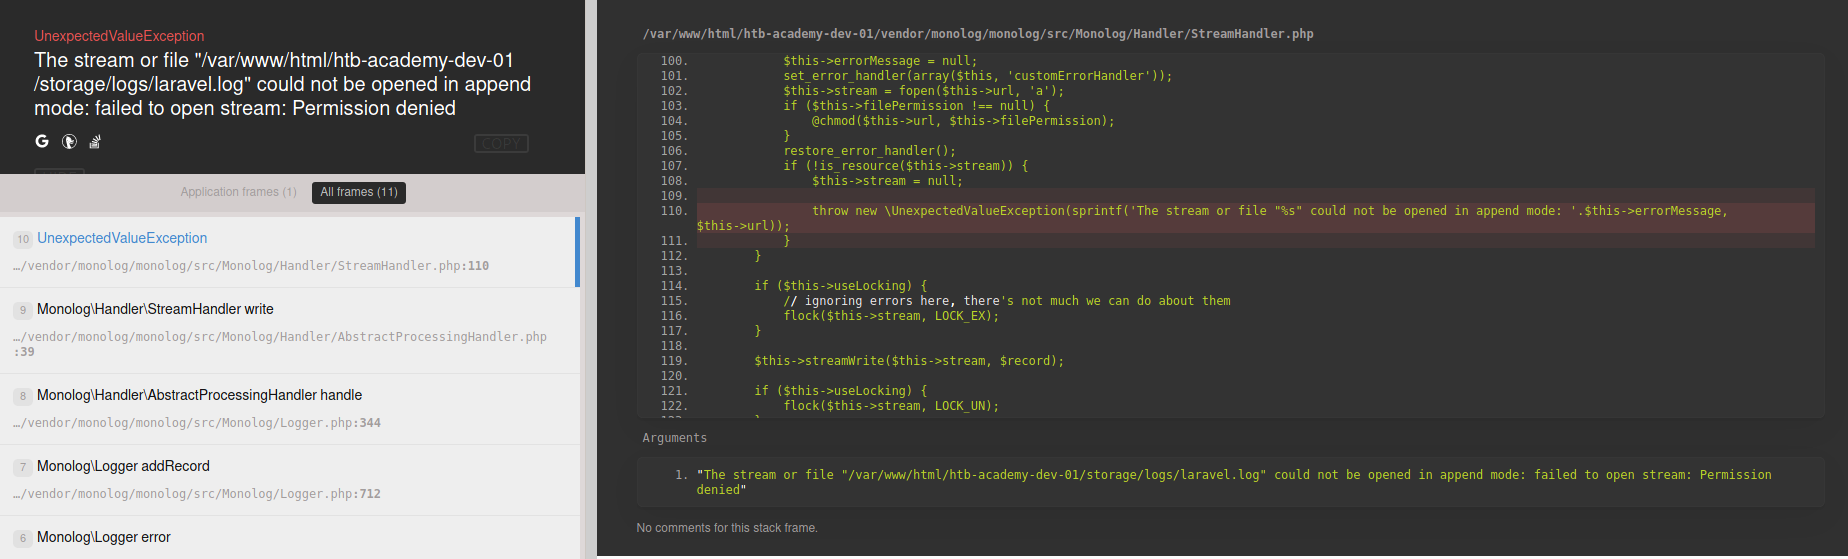 UnexpectedValueException
The stream or file "/var/www/html/htb-academy-dev-01
/storage/logs/laravel.log" could not be opened in append
mode: failed to open stream: Permission denied
COPY
Application frames (1) All frames (11)
10 UnexpectedValueException
…/vendor/monolog/monolog/src/Monolog/Handler/StreamHandler.php:110
9 Monolog\Handler\StreamHandler write
…/vendor/monolog/monolog/src/Monolog/Handler/AbstractProcessingHandler.php
:39
8 Monolog\Handler\AbstractProcessingHandler handle
…/vendor/monolog/monolog/src/Monolog/Logger.php:344
7 Monolog\Logger addRecord
…/vendor/monolog/monolog/src/Monolog/Logger.php:712
6 Monolog\Logger error
/var/www/html/htb-academy-dev-01/vendor/monolog/monolog/src/Monolog/Handler/StreamHandler.php
100. $this->errorMessage = null;
101. set_error_handler(array($this, 'customErrorHandler'));
102. $this->stream = fopen($this->url, 'a');
103. if ($this->filePermission !== null) {
104. @chmod($this->url, $this->filePermission);
105. }
106. restore_error_handler();
107. if (!is_resource($this->stream)) {
108. $this->stream = null;
109.
110. throw new \UnexpectedValueException(sprintf('The stream or file "%s" could not be opened in append mode: '.$this->errorMessage,
$this->url));
111. }
112. }
113.
114. if ($this->useLocking) {
115. // ignoring errors here, there's not much we can do about them
116. flock($this->stream, LOCK_EX);
117. }
118.
119. $this->streamWrite($this->stream, $record);
120.
121. if ($this->useLocking) {
122. flock($this->stream, LOCK_UN);
Arguments
1. "The stream or file "/var/www/html/htb-academy-dev-01/storage/logs/laravel.log" could not be opened in append mode: failed to open stream: Permission
denied"
No comments for this stack frame.